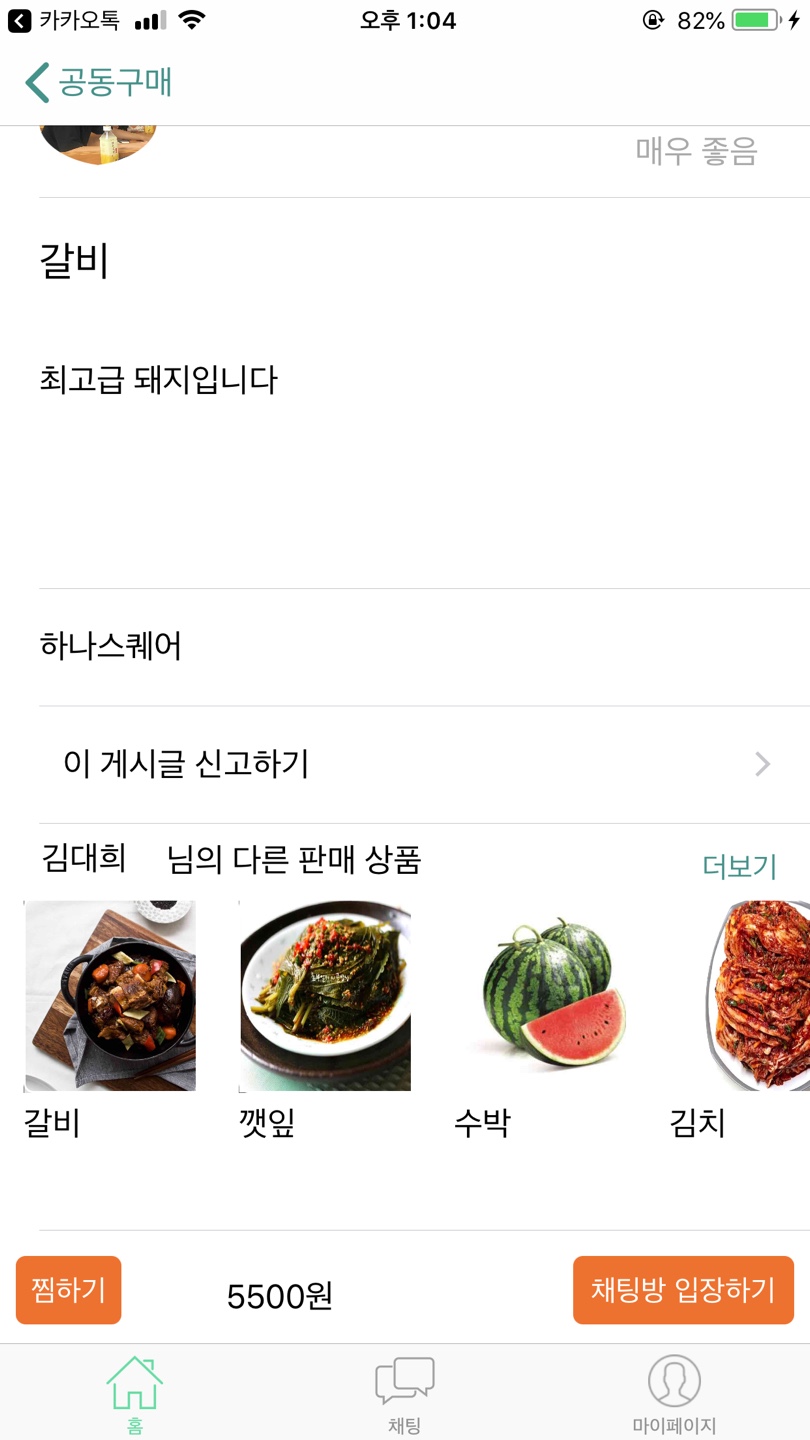 카카오톡 오후 1:04 82%
공동구매
매우 좋음
갈비
최고급 돼지입니다
하나스퀘어
이 게시글 신고하기
김대희 님의 다른 판매 상품 더보기
갈비 깻잎 수박 김치
찜하기 5500원 채팅방 입장하기
홈 채팅 마이페이지